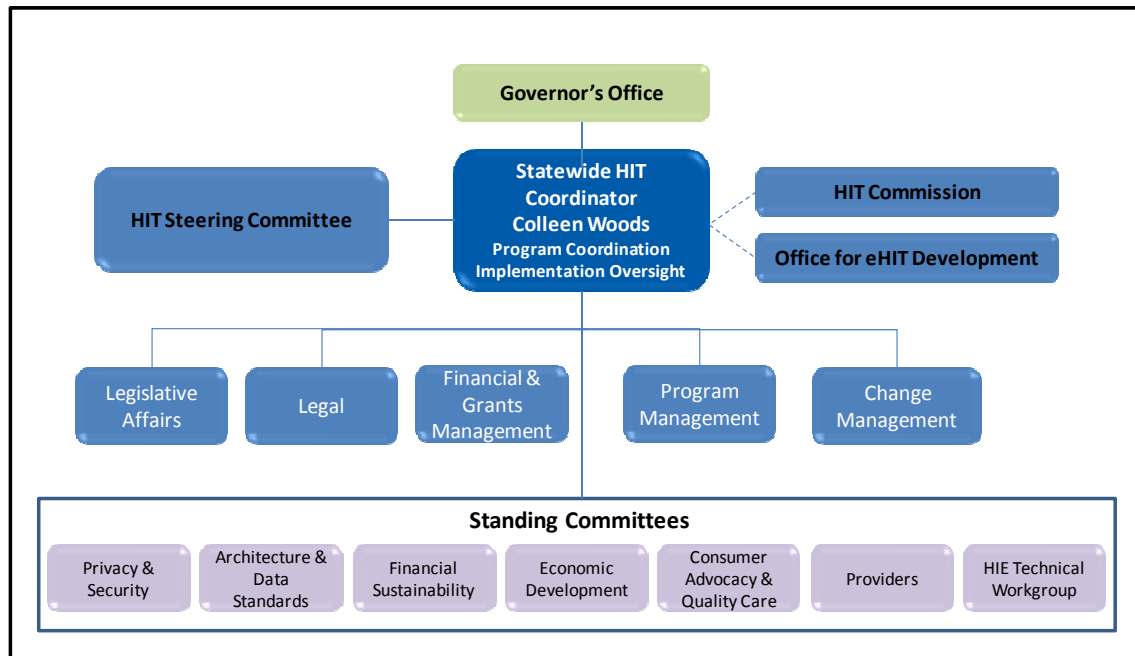 Governor's Office
Statewide HIT
Coordinator
Colleen Woods
Program Coordination
Implementation Oversight
HIT Steering Committee
HIT Commission
Office for eHIT Development
Legislative
Affairs
Legal
Financial &
Grants
Management
Program
Management
Change
Management
Standing Committees
Privacy &
Security
Architecture &
Data
Standards
Financial
Sustainability
Economic
Development
Consumer
Advocacy &
Quality Care
Providers
HIE Technical
Workgroup